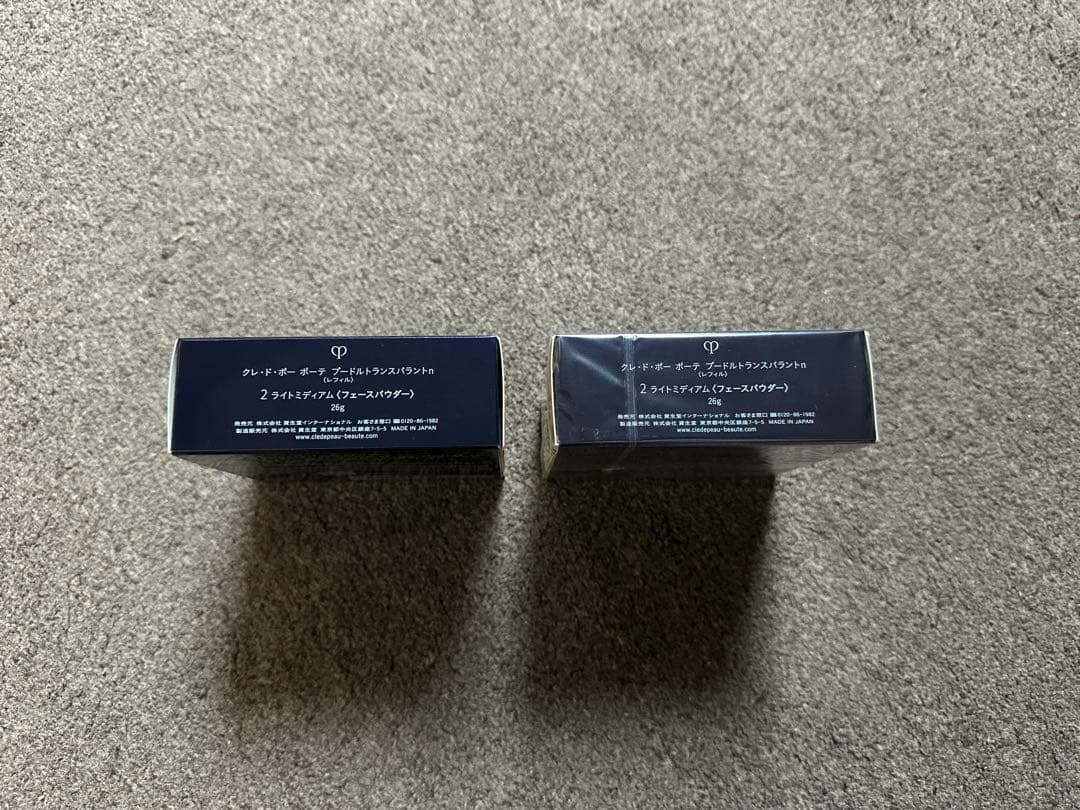 クレ・ド・ポー ボーテ プードルトランスパラントn
(レフィル)
2 ライトミディアム〈フェースパウダー〉
26g
発売元 株式会社 資生堂インターナショナル お客さま窓口 0120-86-1982
製造販売元 株式会社 資生堂 東京都中央区銀座7-5-5 MADE IN JAPAN
www.cledepeau-beaute.com
クレ・ド・ポー ボーテ プードルトランスパラントn
(レフィル)
2 ライトミディアム〈フェースパウダー〉
26g
発売元 株式会社 資生堂インターナショナル お客さま窓口 0120-86-1982
製造販売元 株式会社 資生堂 東京都中央区銀座7-5-5 MADE IN JAPAN
www.cledepeau-beaute.com